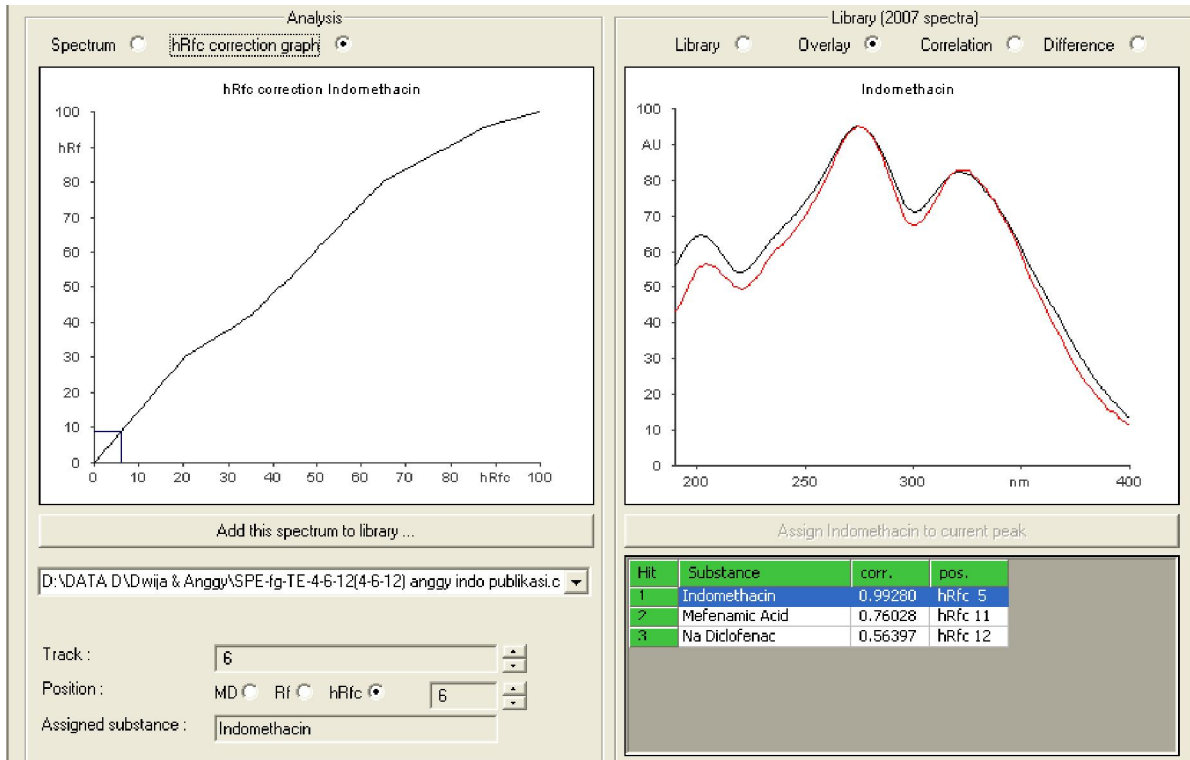 Analysis
Spectrum hRfc correction graph
hRfc correction Indomethacin
100
hRf
80
70
60
50
40
30
20
10
0
0 10 20 30 40 50 60 70 80 hRfc 100
Add this spectrum to library ...
D:\DATA D\Dwija & Anggy\SPE-fg-TE-4-6-12(4-6-12) anggy indo publikasi.c
Track : 6
Position : MD Rf hRfc 6
Assigned substance : Indomethacin
Library (2007 spectra)
Library Overlay Correlation Difference
Indomethacin
100
AU
80
70
60
50
40
30
20
10
0
200 250 300 nm 400
Assign Indomethacin to current peak
Hit Substance corr. pos.
1 Indomethacin 0.99280 hRfc 5
2 Mefenamic Acid 0.76028 hRfc 11
3 Na Diclofenac 0.56397 hRfc 12